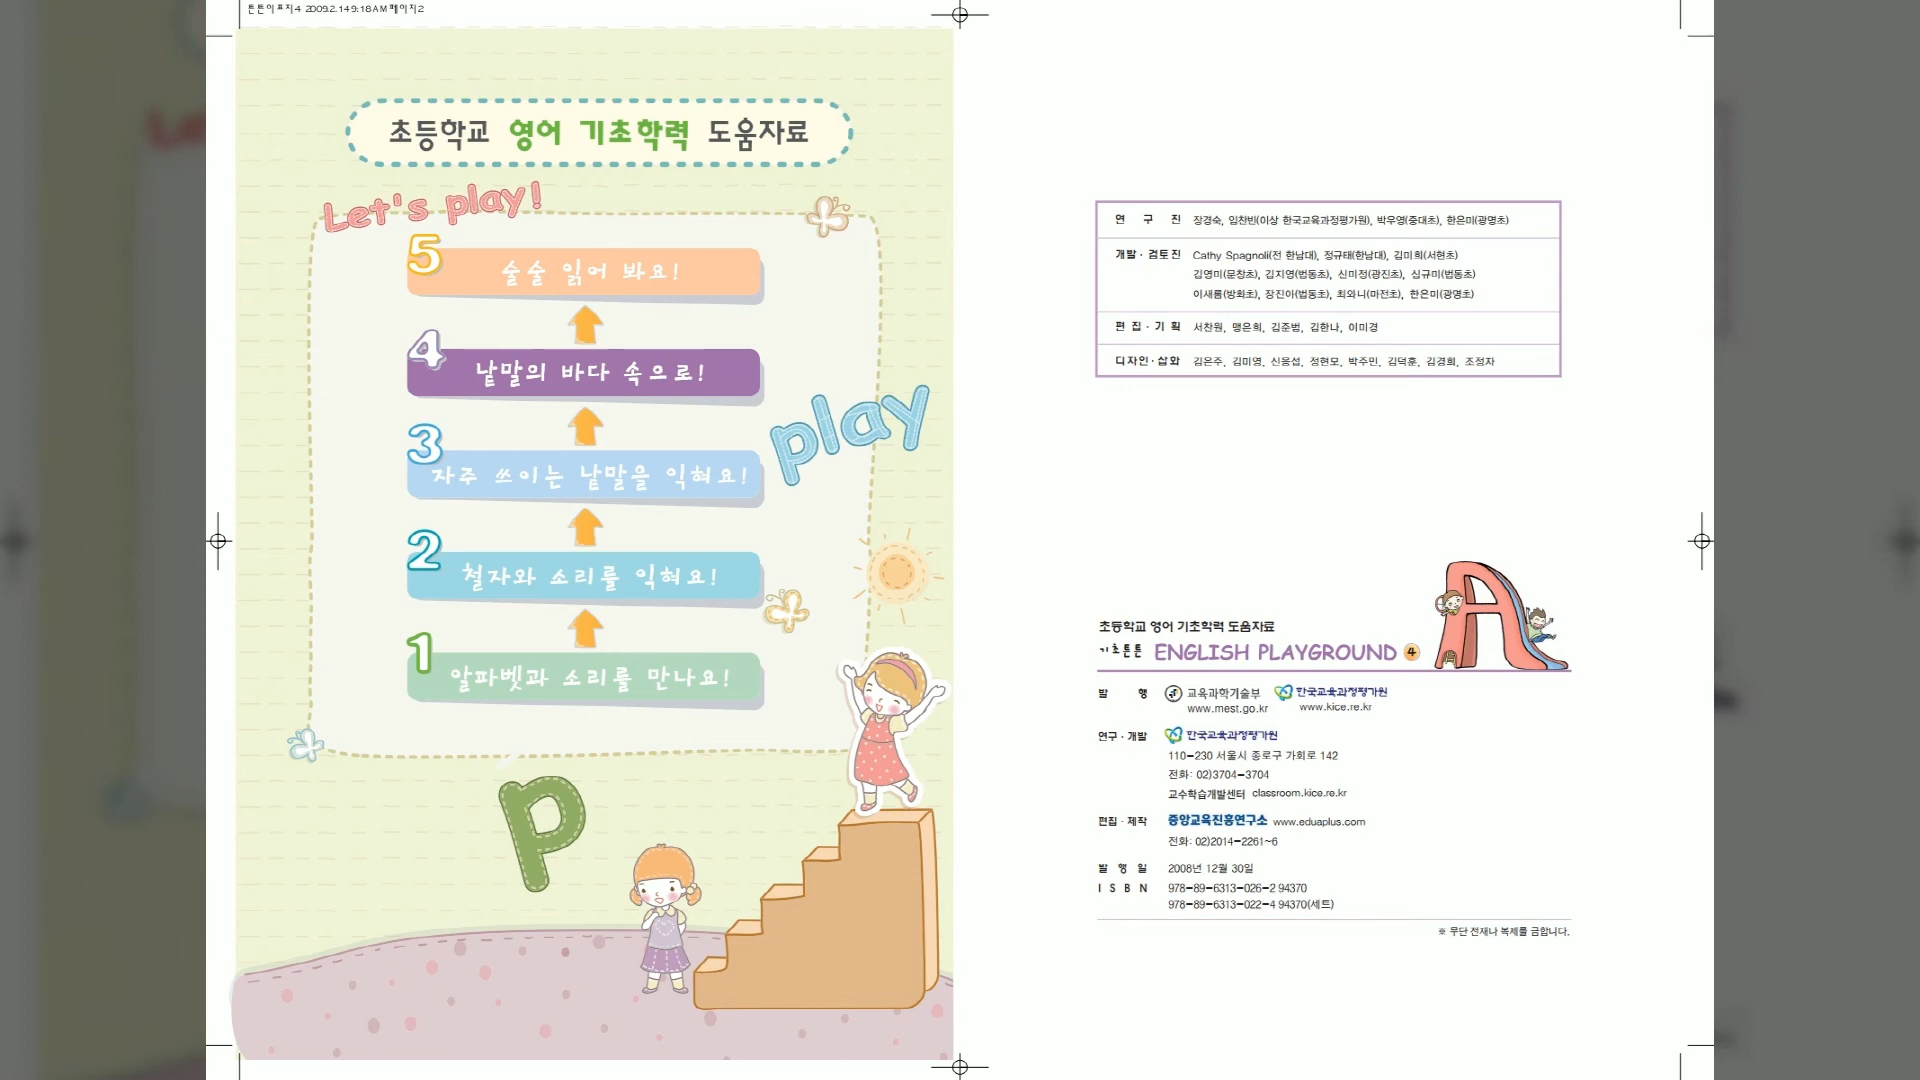 튼튼이표지4 2009.2.14 9:18 AM 페이지2
초등학교 영어 기초학력 도움자료
Let's play!
5
술술 읽어 봐요!
4
낱말의 바다 속으로!
play
3
자주 쓰이는 낱말을 익혀요!
2
철자와 소리를 익혀요!
1
알파벳과 소리를 만나요!
p
연 구 진 장경숙, 임찬빈(이상 한국교육과정평가원), 박우영(중대초), 한은미(광명초)
개발·검토진 Cathy Spagnoli(전 한남대), 정규태(한남대), 김미희(서현초)
김영미(문창초), 김지영(법동초), 신미정(광진초), 심규미(법동초)
이새롬(방화초), 장진아(법동초), 최와니(마전초), 한은미(광명초)
편집·기획 서찬원, 맹은희, 김준범, 김한나, 이미경
디자인·삽화 김은주, 김미영, 신응섭, 정현모, 박주민, 김덕훈, 김경희, 조정자
A
초등학교 영어 기초학력 도움자료
기초튼튼 ENGLISH PLAYGROUND 4
발 행 교육과학기술부 한국교육과정평가원
www.mest.go.kr www.kice.re.kr
연구·개발 한국교육과정평가원
110-230 서울시 종로구 가회로 142
전화: 02)3704-3704
교수학습개발센터 classroom.kice.re.kr
편집·제작 중앙교육진흥연구소 www.eduaplus.com
전화: 02)2014-2261~6
발 행 일 2008년 12월 30일
I S B N 978-89-6313-026-2 94370
978-89-6313-022-4 94370(세트)
※ 무단 전재나 복제를 금합니다.